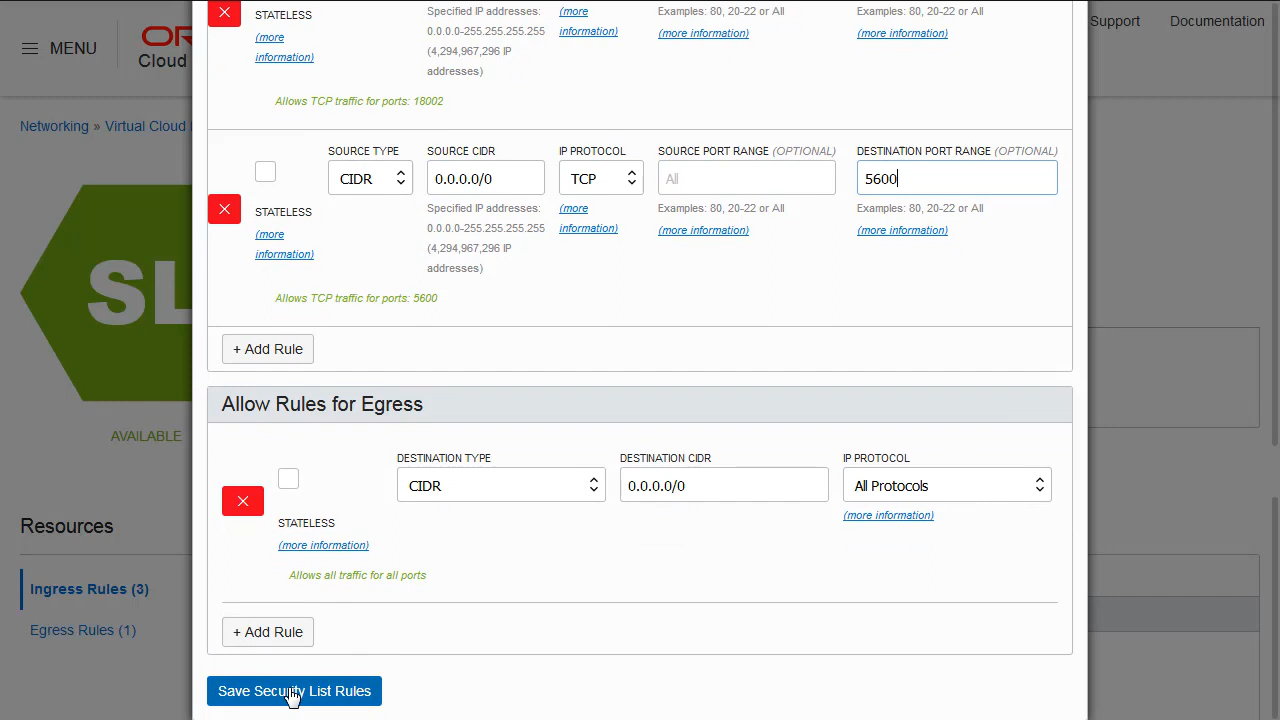 MENU
OR
Cloud
Support
Documentation
Networking » Virtual Cloud
SL
AVAILABLE
Resources
Ingress Rules (3)
Egress Rules (1)
STATELESS
(more
information)
Specified IP addresses:
0.0.0.0-255.255.255.255
(4,294,967,296 IP
addresses)
(more
information)
Examples: 80, 20-22 or All
(more information)
Examples: 80, 20-22 or All
(more information)
Allows TCP traffic for ports: 18002
SOURCE TYPE
SOURCE CIDR
IP PROTOCOL
SOURCE PORT RANGE (OPTIONAL)
DESTINATION PORT RANGE (OPTIONAL)
CIDR
0.0.0.0/0
TCP
All
5600
STATELESS
(more
information)
Specified IP addresses:
0.0.0.0-255.255.255.255
(4,294,967,296 IP
addresses)
(more
information)
Examples: 80, 20-22 or All
(more information)
Examples: 80, 20-22 or All
(more information)
Allows TCP traffic for ports: 5600
+ Add Rule
Allow Rules for Egress
DESTINATION TYPE
DESTINATION CIDR
IP PROTOCOL
CIDR
0.0.0.0/0
All Protocols
(more information)
STATELESS
(more information)
Allows all traffic for all ports
+ Add Rule
Save Security List Rules